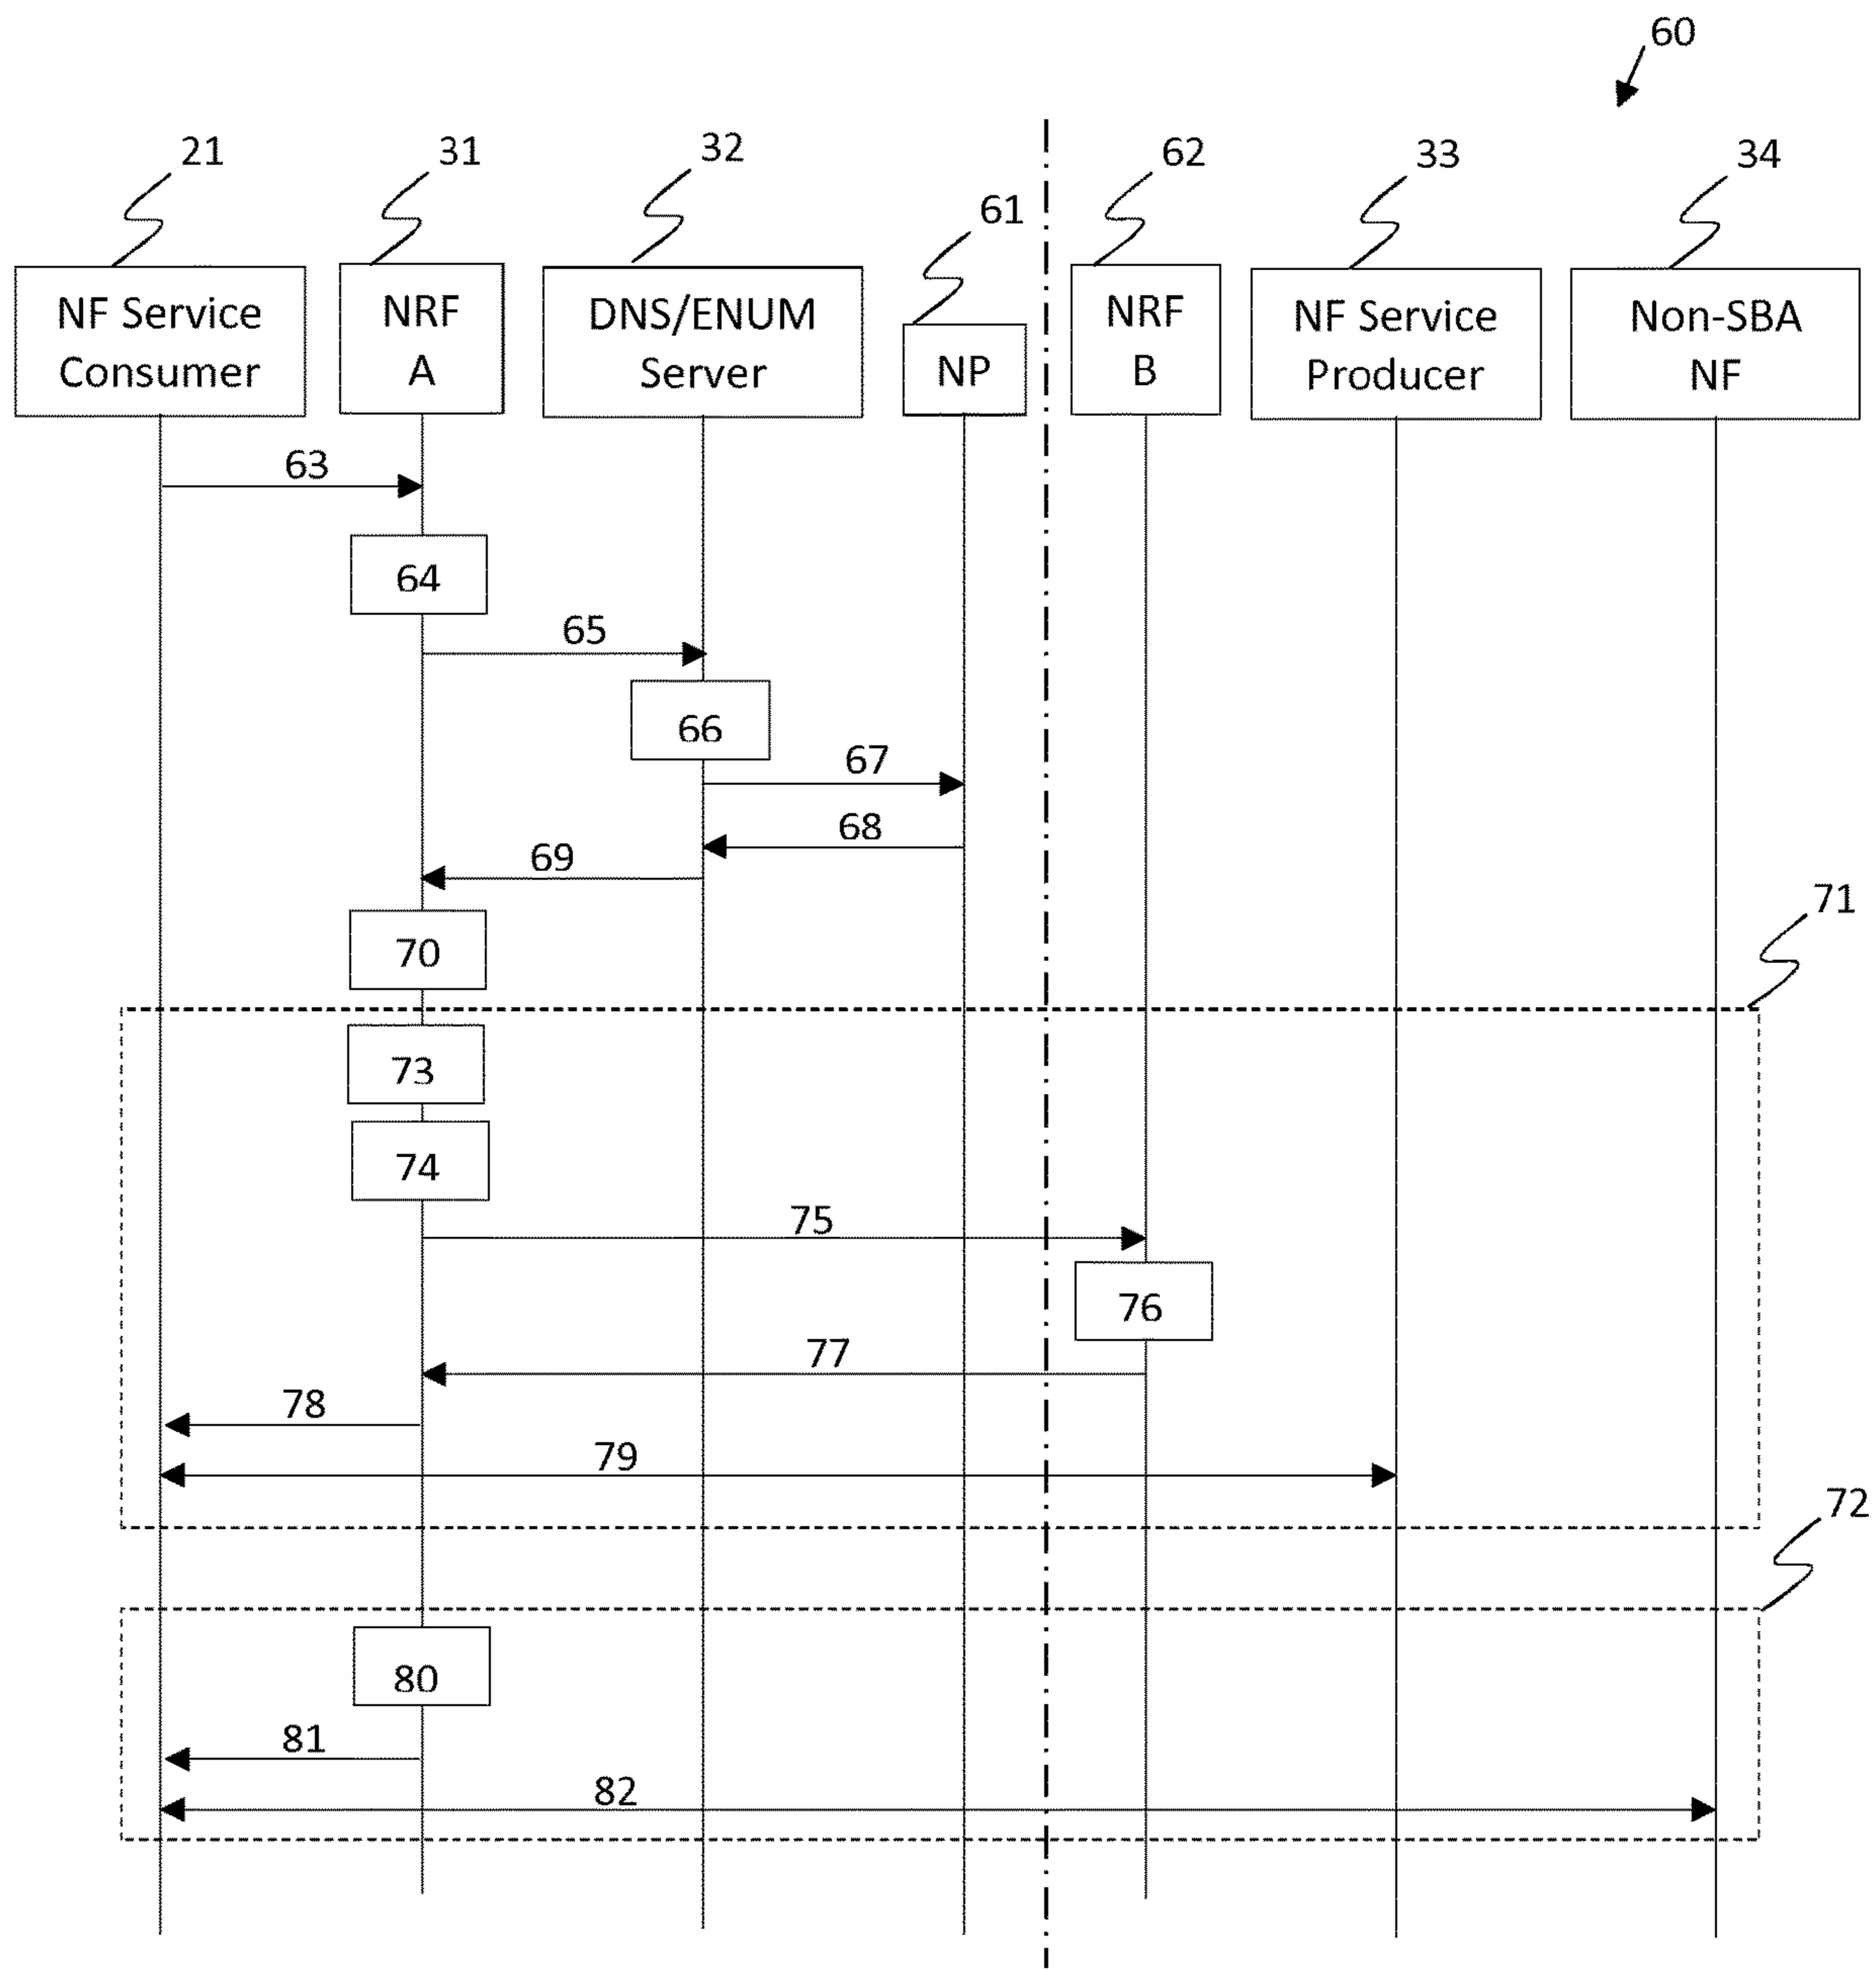 60
21
31
32
61
62
33
34
NF Service
Consumer
NRF
A
DNS/ENUM
Server
NP
NRF
B
NF Service
Producer
Non-SBA
NF
63
64
65
66
67
68
69
70
71
73
74
75
76
77
78
79
72
80
81
82